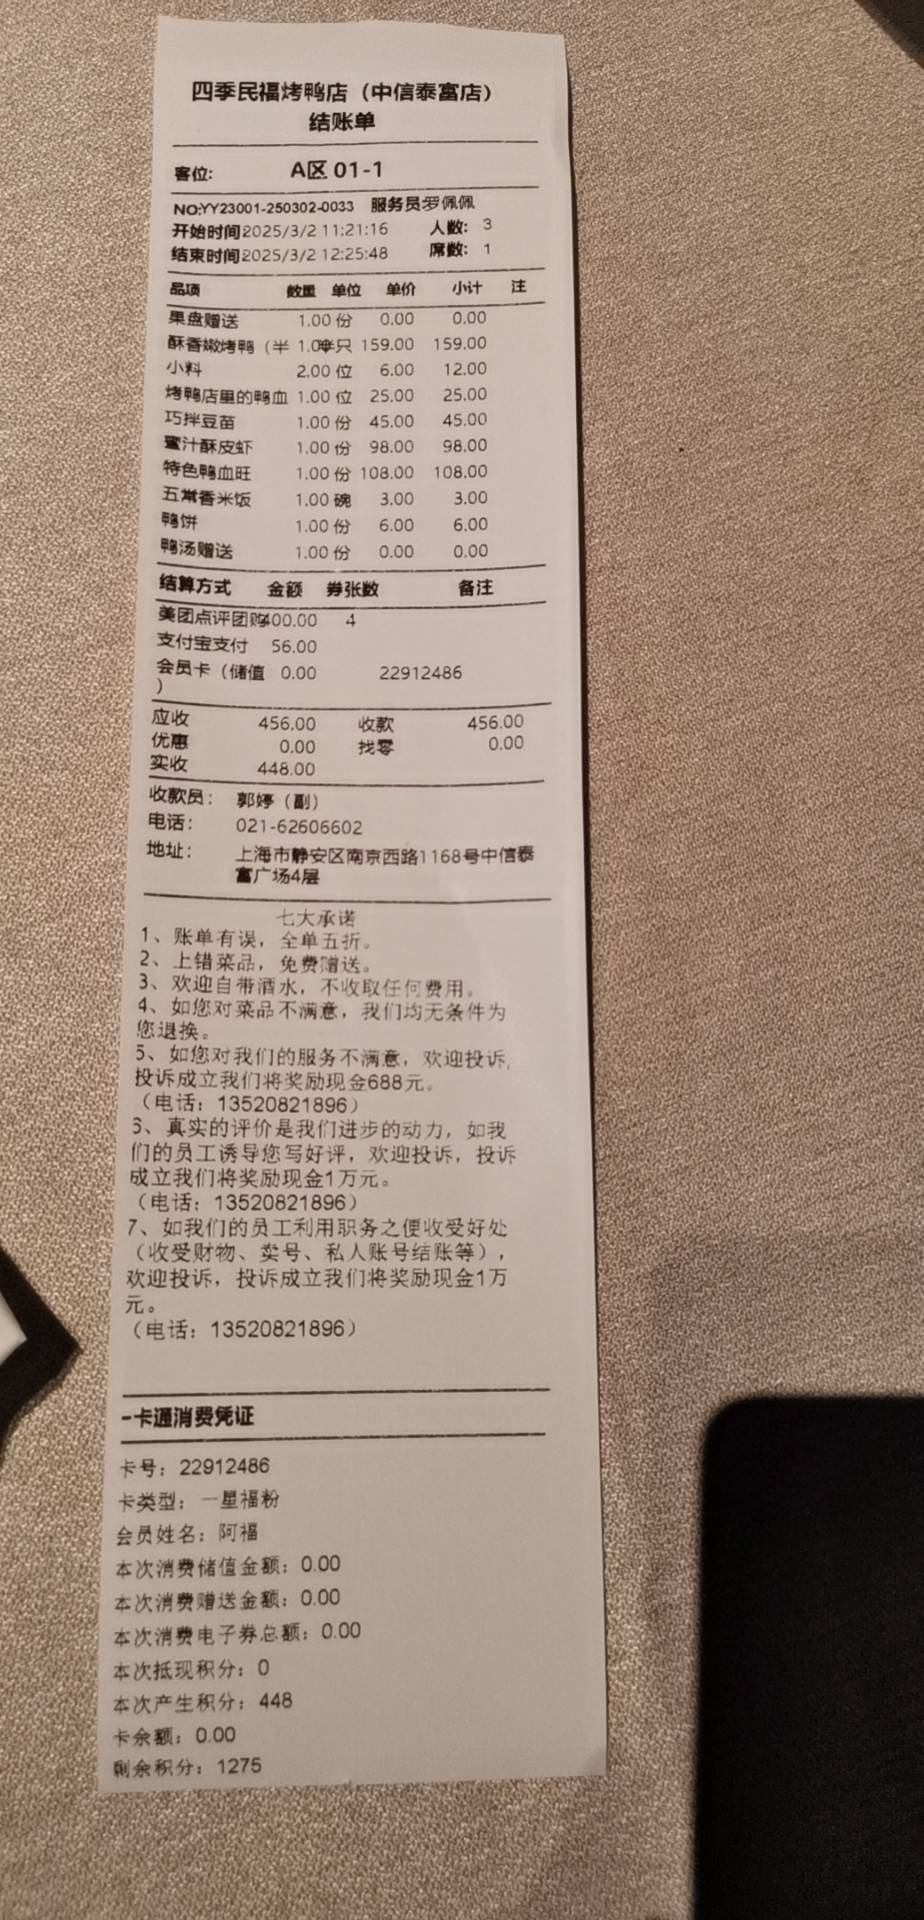 四季民福烤鸭店（中信泰富店）
结账单
客位: A区 01-1
NO:YY23001-250302-0033 服务员:罗佩佩
开始时间2025/3/2 11:21:16 人数: 3
结束时间2025/3/2 12:25:48 席数: 1
品项 数量 单位 单价 小计 注
果盘赠送 1.00 份 0.00 0.00
酥香嫩烤鸭（半 1.00半只 159.00 159.00
小料 2.00 位 6.00 12.00
烤鸭店里的鸭血 1.00 位 25.00 25.00
巧拌豆苗 1.00 份 45.00 45.00
蜜汁酥皮虾 1.00 份 98.00 98.00
特色鸭血旺 1.00 份 108.00 108.00
五常香米饭 1.00 碗 3.00 3.00
鸭饼 1.00 份 6.00 6.00
鸭汤赠送 1.00 份 0.00 0.00
结算方式 金额 券张数 备注
美团点评团购400.00 4
支付宝支付 56.00
会员卡（储值 0.00 22912486
）
应收 456.00 收款 456.00
优惠 0.00 找零 0.00
实收 448.00
收款员: 郭婷（副）
电话: 021-62606602
地址: 上海市静安区南京西路1168号中信泰
富广场4层
七大承诺
1、账单有误，全单五折。
2、上错菜品，免费赠送。
3、欢迎自带酒水，不收取任何费用。
4、如您对菜品不满意，我们均无条件为
您退换。
5、如您对我们的服务不满意，欢迎投诉,
投诉成立我们将奖励现金688元。
（电话：13520821896）
6、真实的评价是我们进步的动力，如我
们的员工诱导您写好评，欢迎投诉，投诉
成立我们将奖励现金1万元。
（电话：13520821896）
7、如我们的员工利用职务之便收受好处
（收受财物、卖号、私人账号结账等），
欢迎投诉，投诉成立我们将奖励现金1万
元。
（电话：13520821896）
一卡通消费凭证
卡号：22912486
卡类型：一星福粉
会员姓名：阿福
本次消费储值金额：0.00
本次消费赠送金额：0.00
本次消费电子券总额：0.00
本次抵现积分：0
本次产生积分：448
卡余额：0.00
剩余积分：1275